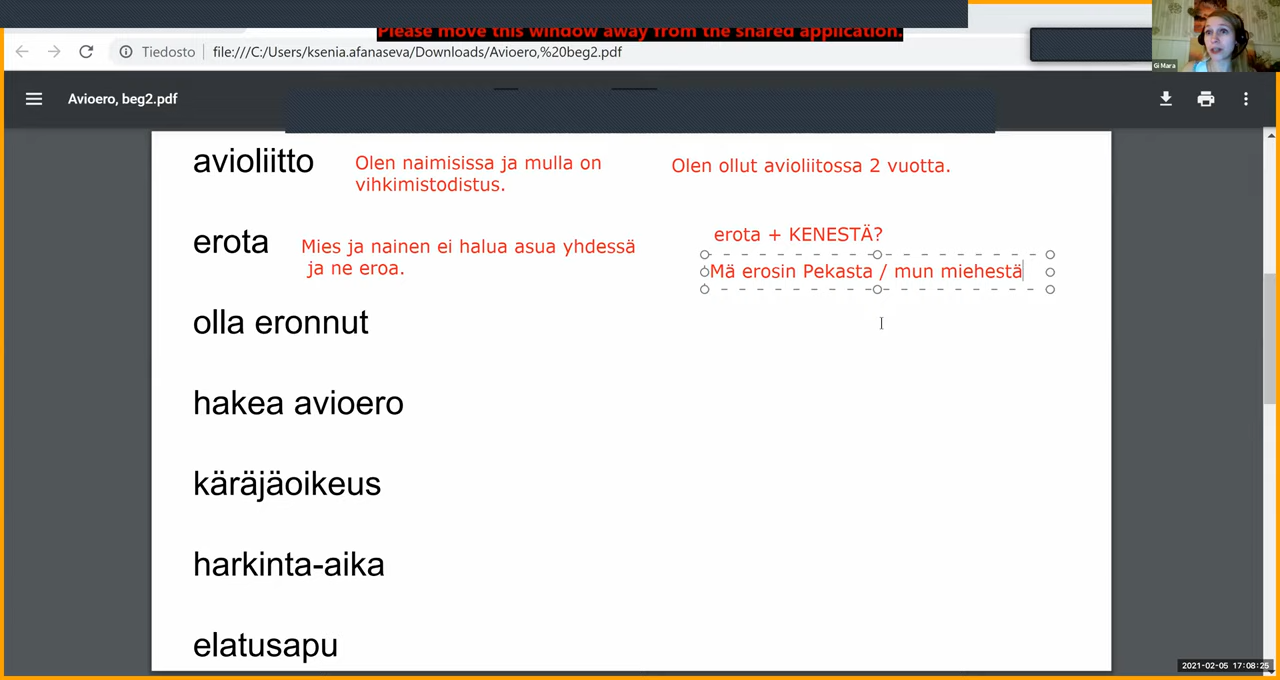 Please move this window away from the shared application.
Tiedosto
file:///C:/Users/ksenia.afanaseva/Downloads/Avioero,%20beg2.pdf
Gi Mara
Avioero, beg2.pdf
avioliitto
Olen naimisissa ja mulla on
vihkimistodistus.
Olen ollut avioliitossa 2 vuotta.
erota
Mies ja nainen ei halua asua yhdessä
ja ne eroa.
erota + KENESTÄ?
Mä erosin Pekasta / mun miehestä
olla eronnut
hakea avioero
käräjäoikeus
harkinta-aika
elatusapu
2021-02-05 17:08:25